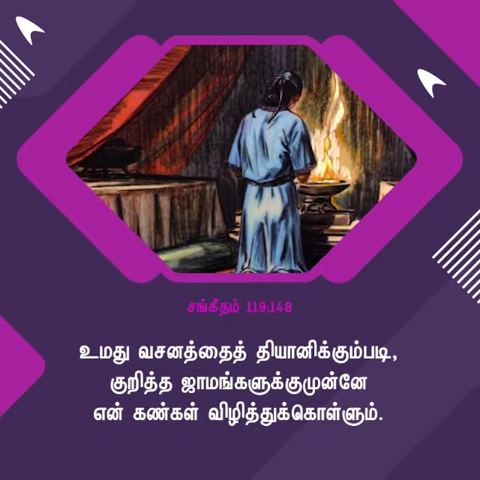 சங்கீதம் 119:148
உமது வசனத்தைத் தியானிக்கும்படி,
குறித்த ஜாமங்களுக்குமுன்னே
என் கண்கள் விழித்துக்கொள்ளும்.